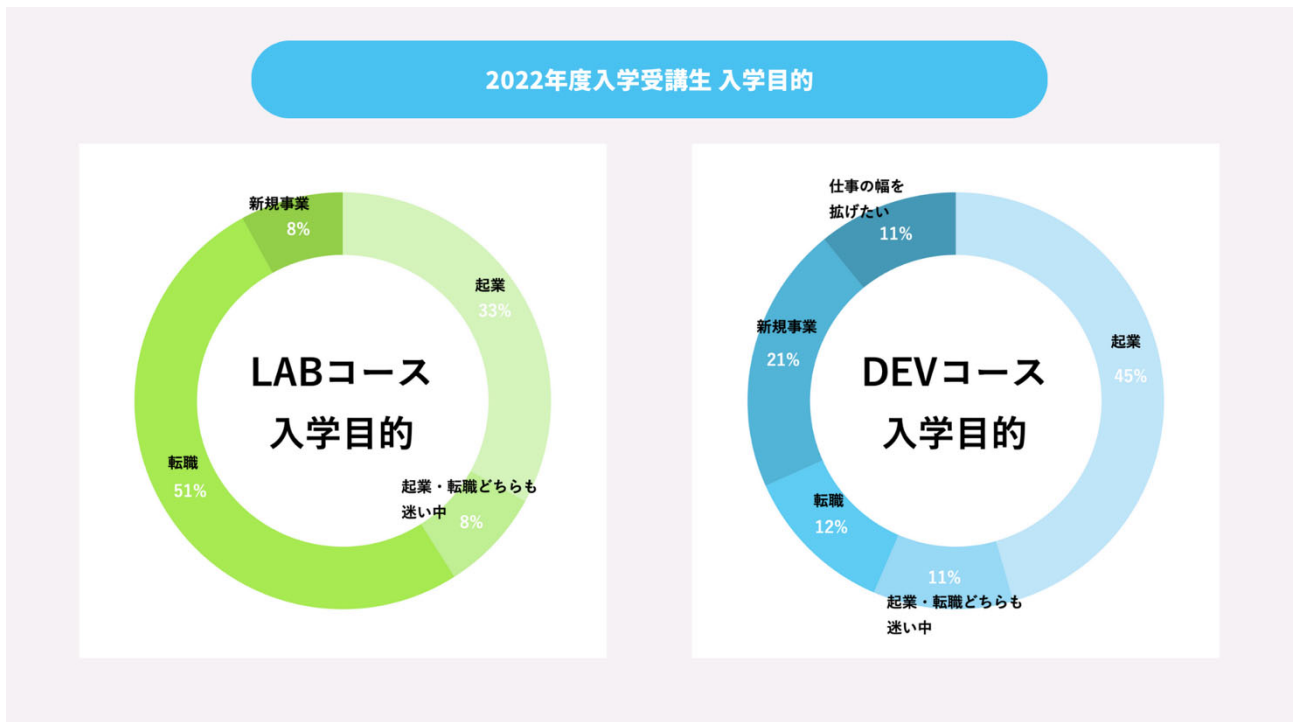 2022年度入学受講生 入学目的
新規事業
8%
起業
33%
LABコース
入学目的
転職
51%
起業・転職どちらも
迷い中
8%
仕事の幅を
拡げたい
11%
起業
45%
新規事業
21%
DEVコース
入学目的
転職
12%
11%
起業・転職どちらも
迷い中